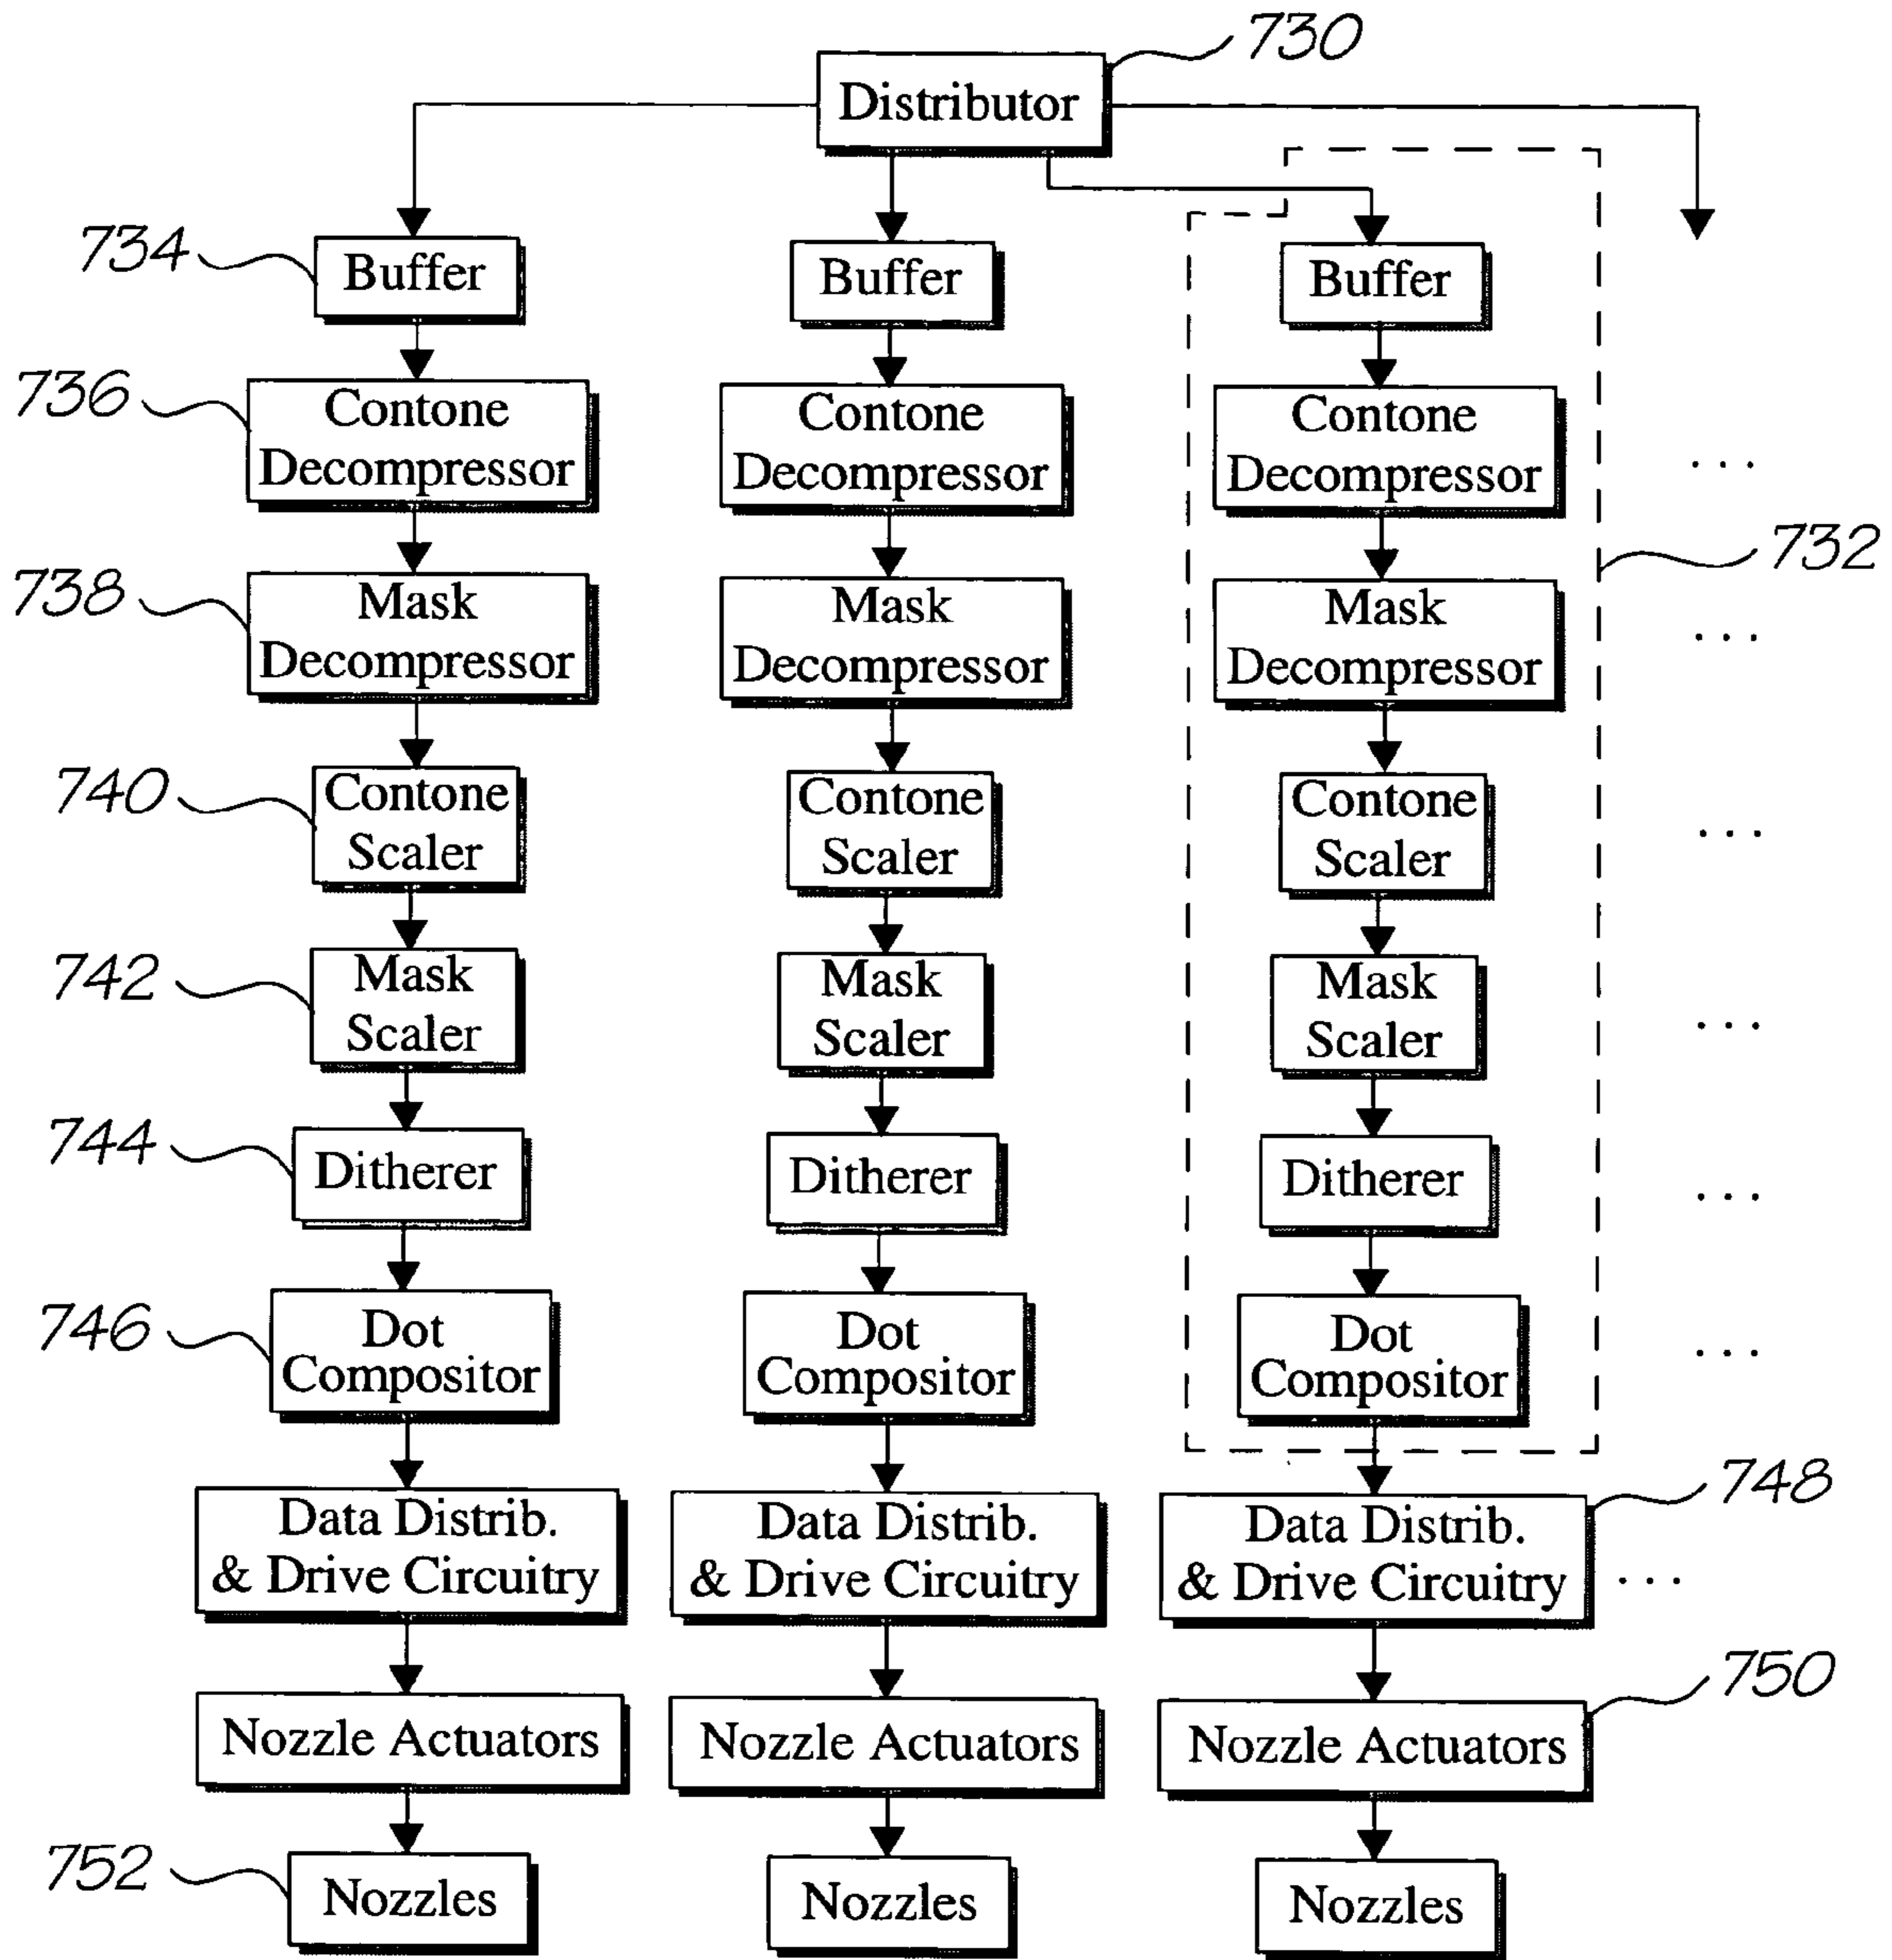 730
Distributor
734
Buffer
Buffer
Buffer
736
Contone
Decompressor
Contone
Decompressor
Contone
Decompressor
...
732
738
Mask
Decompressor
Mask
Decompressor
Mask
Decompressor
...
740
Contone
Scaler
Contone
Scaler
Contone
Scaler
...
742
Mask
Scaler
Mask
Scaler
Mask
Scaler
...
744
Ditherer
Ditherer
Ditherer
...
746
Dot
Compositor
Dot
Compositor
Dot
Compositor
...
748
Data Distrib.
& Drive Circuitry
Data Distrib.
& Drive Circuitry
Data Distrib.
& Drive Circuitry
...
750
Nozzle Actuators
Nozzle Actuators
Nozzle Actuators
752
Nozzles
Nozzles
Nozzles